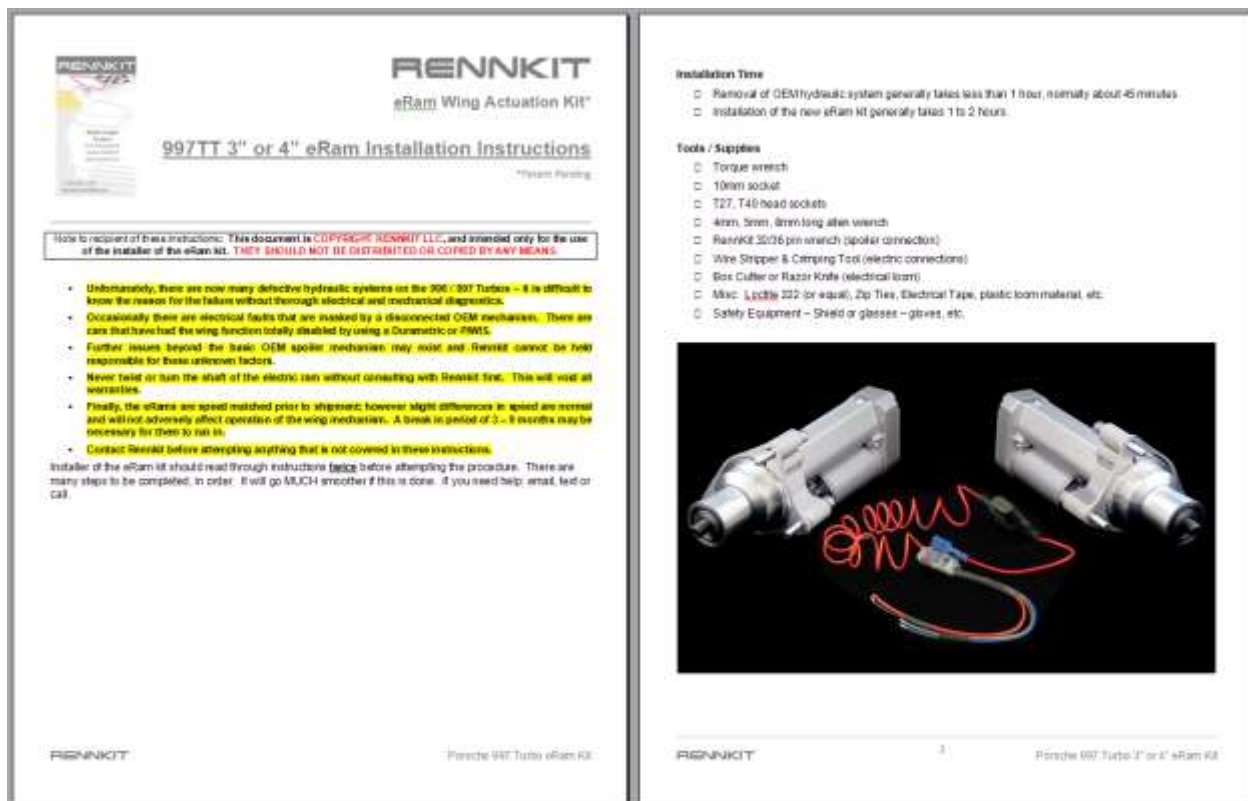 RENNKIT
RENNKIT
eRam Wing Actuation Kit*
997TT 3" or 4" eRam Installation Instructions
*Patent Pending
Note to recipient of these instructions: This document is COPYRIGHT RENNKIT LLC, and intended only for the use
of the installer of the eRam kit. THEY SHOULD NOT BE DISTRIBUTED OR COPIED BY ANY MEANS.
• Unfortunately, there are now many defective hydraulic systems on the 996 / 997 Turbos – it is difficult to
know the reason for the failure without thorough electrical and mechanical diagnostics.
• Occasionally there are electrical faults that are masked by a disconnected OEM mechanism. There are
cars that have had the wing function totally disabled by using a Durametric or PIWIS.
• Further issues beyond the basic OEM spoiler mechanism may exist and Rennkit cannot be held
responsible for these unknown factors.
• Never twist or turn the shaft of the electric ram without consulting with Rennkit first. This will void all
warranties.
• Finally, the eRams are speed matched prior to shipment; however slight differences in speed are normal
and will not adversely affect operation of the wing mechanism. A break in period of 3 – months may be
necessary for them to run in.
• Contact Rennkit before attempting anything that is not covered in these instructions.
Installer of the eRam kit should read through instructions twice before attempting the procedure. There are
many steps to be completed, in order. It will go MUCH smoother if this is done. If you need help: email, text or
call.
RENNKIT
Porsche 997 Turbo eRam Kit
Installation Time
Removal of OEM hydraulic system generally takes less than 1 hour, normally about 45 minutes.
Installation of the new eRam kit generally takes 1 to 2 hours.
Tools / Supplies
Torque wrench
10mm socket
T27, T40 head sockets
4mm, 5mm, 8mm long allen wrench
RennKit 32/36 pin wrench (spoiler connection)
Wire Stripper & Crimping Tool (electric connections)
Box Cutter or Razor Knife (electrical loom)
Misc: Loctite 222 (or equal), Zip Ties, Electrical Tape, plastic loom material, etc.
Safety Equipment – Shield or glasses – gloves, etc.
RENNKIT
Porsche 997 Turbo 3" or 4" eRam Kit